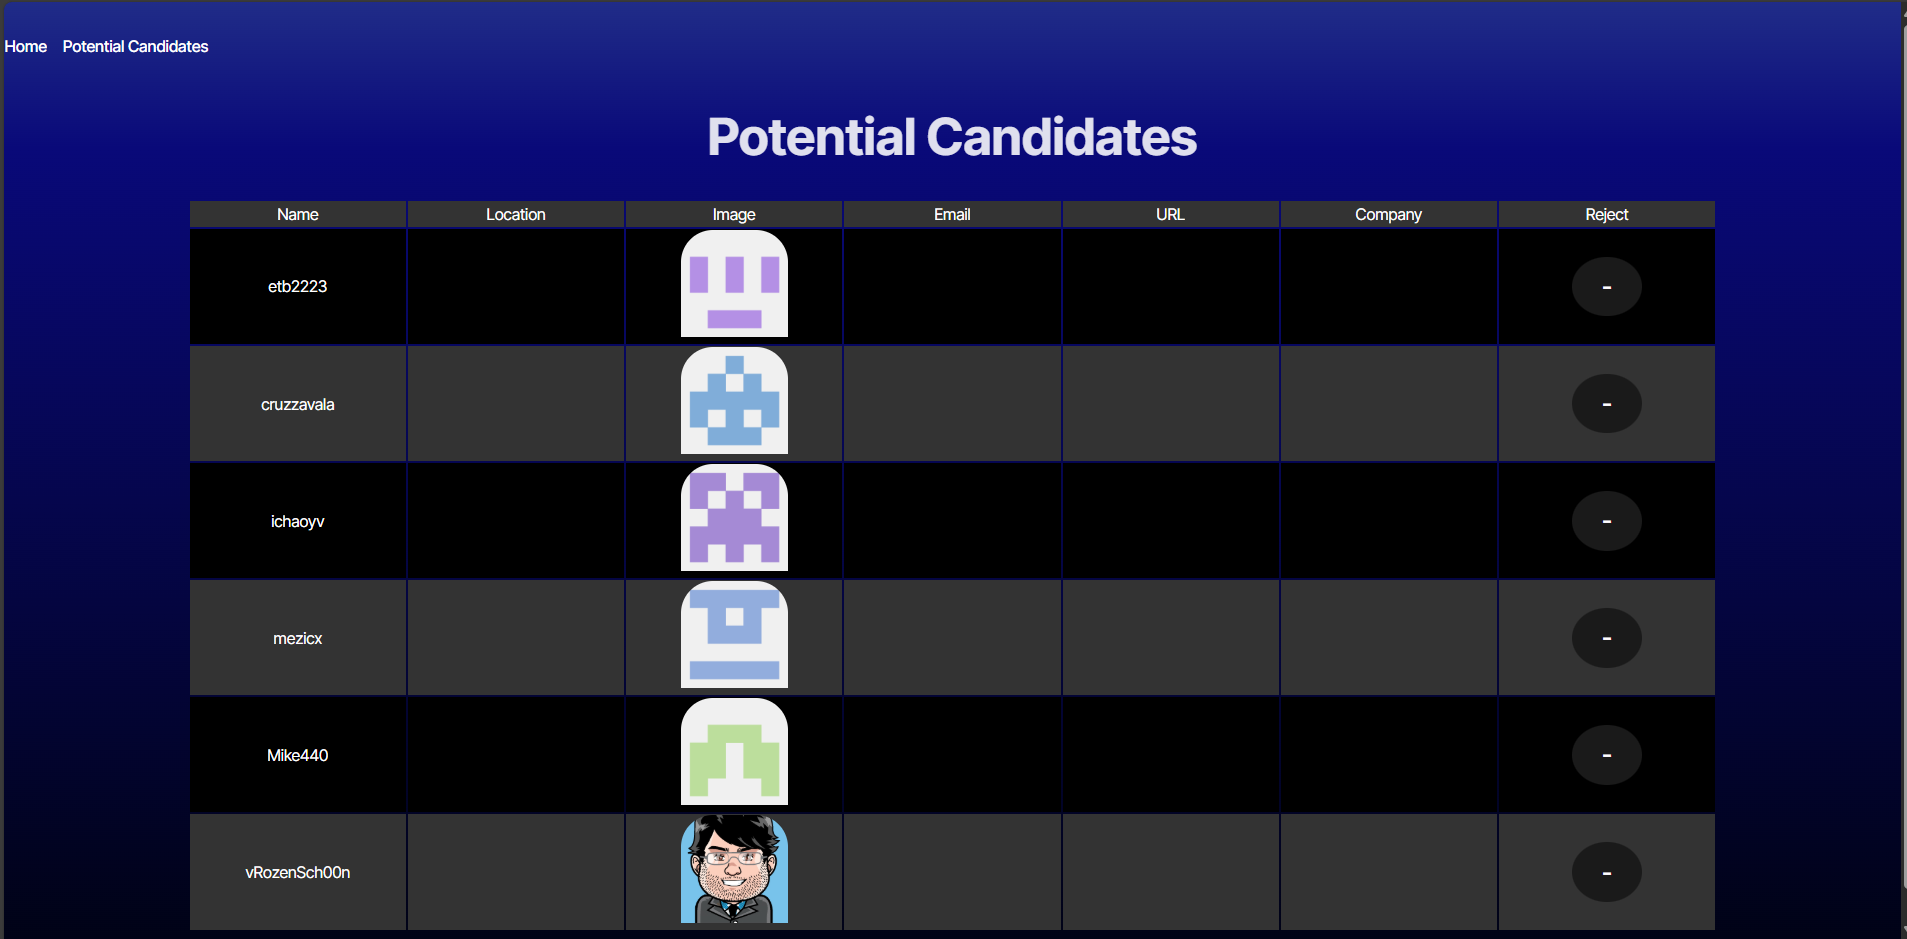 Home Potential Candidates
Potential Candidates
Name Location Image Email URL Company Reject
etb2223 -
cruzzavala -
ichaoyv -
mezicx -
Mike440 -
vRozenSch00n -